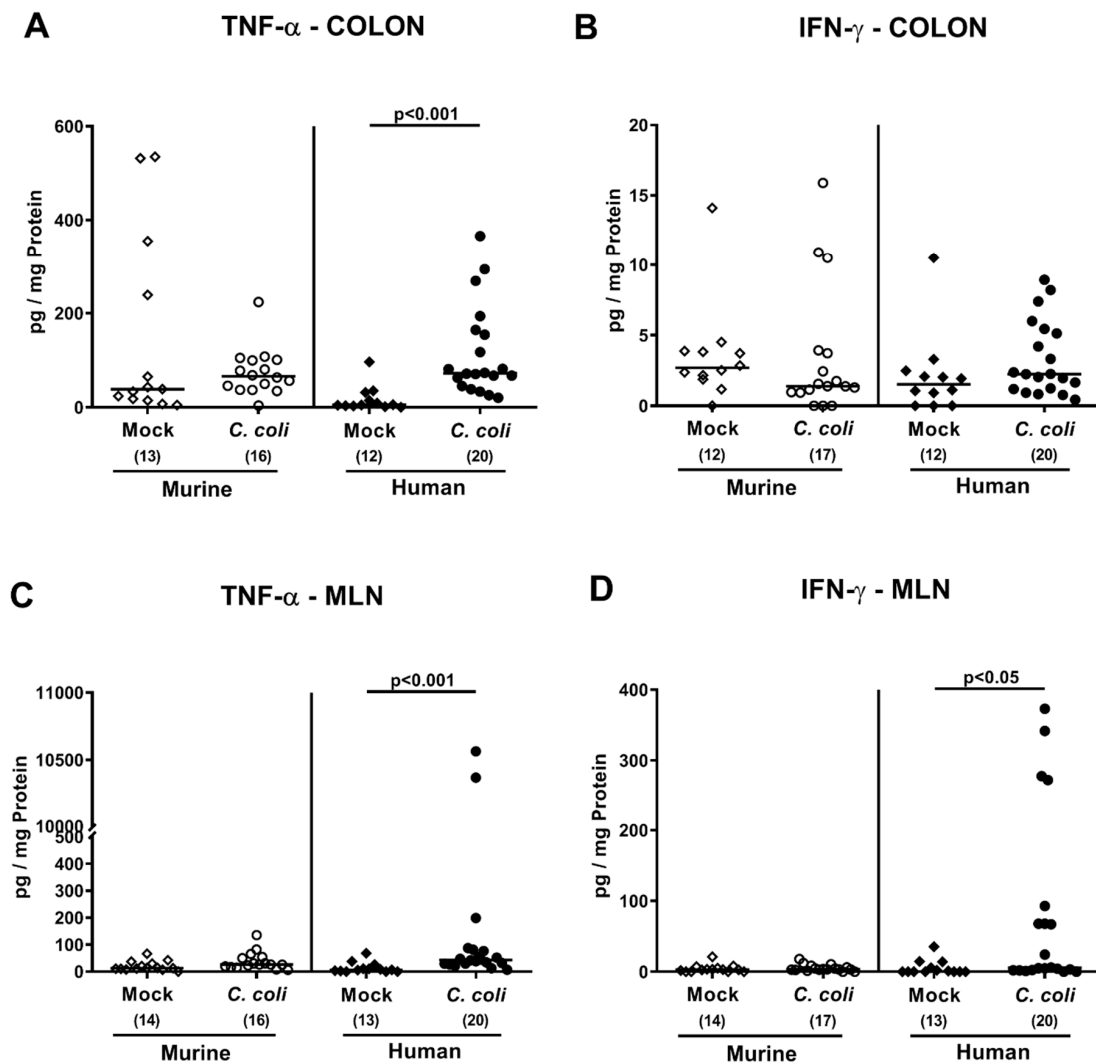 A
TNF-α - COLON
pg / mg Protein
600
400
200
0
p<0.001
Mock
C. coli
Mock
C. coli
(13)
(16)
(12)
(20)
Murine
Human
B
IFN-γ - COLON
pg / mg Protein
20
15
10
5
0
Mock
C. coli
Mock
C. coli
(12)
(17)
(12)
(20)
Murine
Human
C
TNF-α - MLN
pg / mg Protein
11000
10500
10000
500
400
300
200
100
0
p<0.001
Mock
C. coli
Mock
C. coli
(14)
(16)
(13)
(20)
Murine
Human
D
IFN-γ - MLN
pg / mg Protein
400
300
200
100
0
p<0.05
Mock
C. coli
Mock
C. coli
(14)
(17)
(13)
(20)
Murine
Human